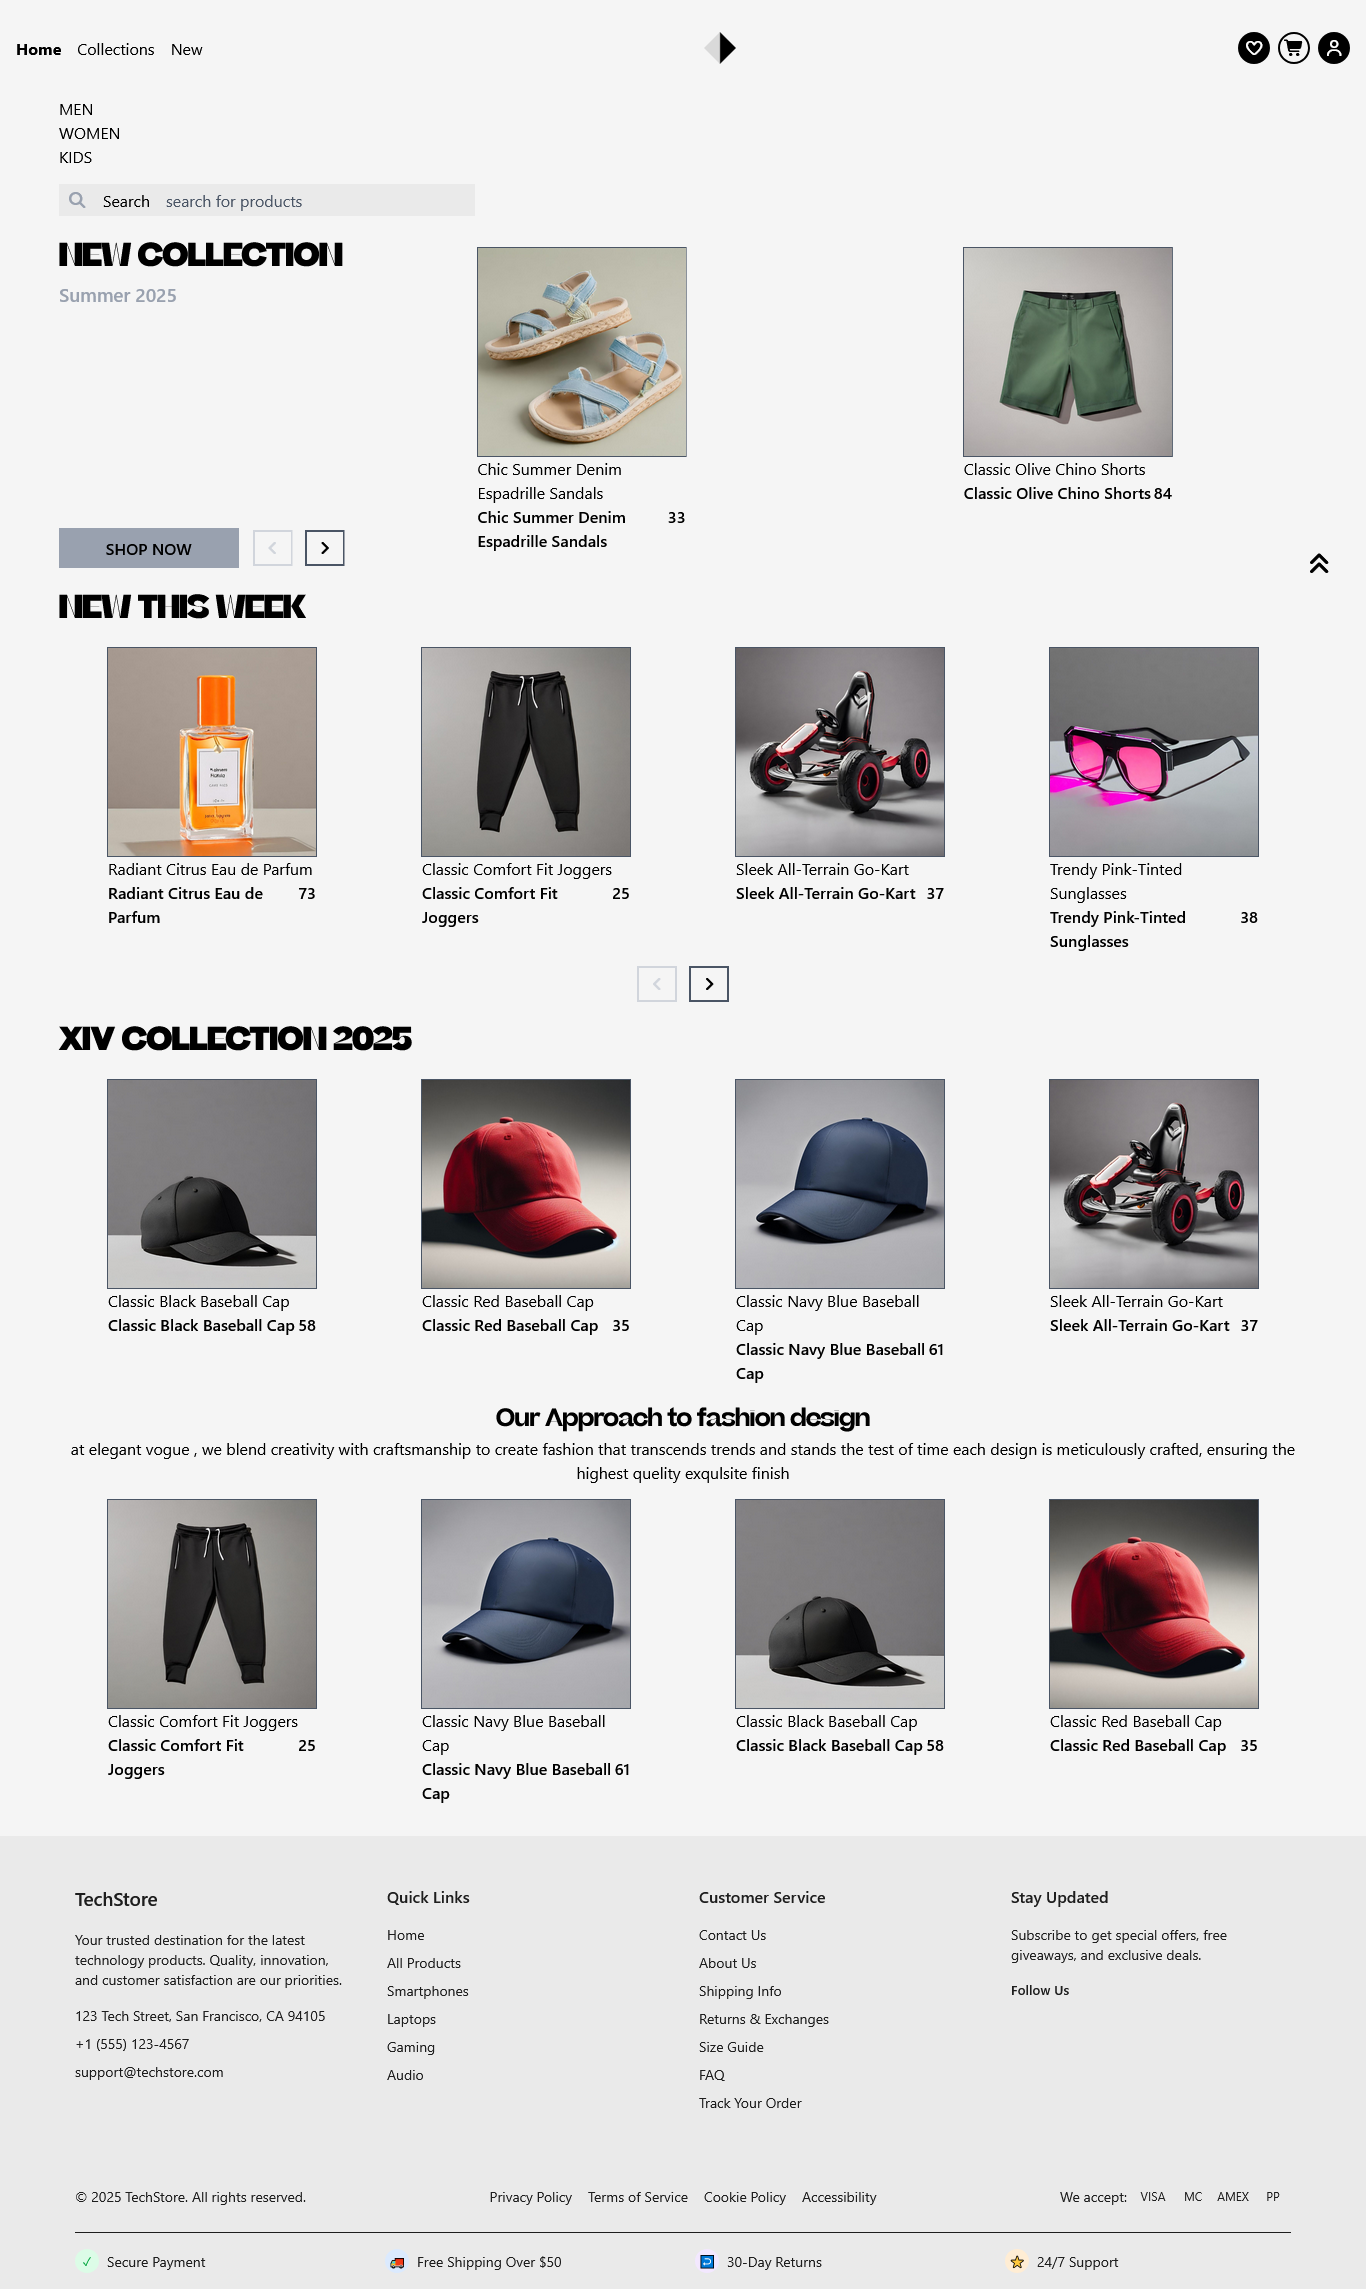 Home Collections New
MEN
WOMEN
KIDS
Search search for products
NEW COLLECTION
Summer 2025
Chic Summer Denim
Espadrille Sandals
Chic Summer Denim 33
Espadrille Sandals
Classic Olive Chino Shorts
Classic Olive Chino Shorts 84
SHOP NOW
NEW THIS WEEK
Radiant Citrus Eau de Parfum
Radiant Citrus Eau de 73
Parfum
Classic Comfort Fit Joggers
Classic Comfort Fit 25
Joggers
Sleek All-Terrain Go-Kart
Sleek All-Terrain Go-Kart 37
Trendy Pink-Tinted
Sunglasses
Trendy Pink-Tinted 38
Sunglasses
XIV COLLECTION 2025
Classic Black Baseball Cap
Classic Black Baseball Cap 58
Classic Red Baseball Cap
Classic Red Baseball Cap 35
Classic Navy Blue Baseball
Cap
Classic Navy Blue Baseball 61
Cap
Sleek All-Terrain Go-Kart
Sleek All-Terrain Go-Kart 37
Our Approach to fashion design
at elegant vogue , we blend creativity with craftsmanship to create fashion that transcends trends and stands the test of time each design is meticulously crafted, ensuring the
highest quelity exqulsite finish
Classic Comfort Fit Joggers
Classic Comfort Fit 25
Joggers
Classic Navy Blue Baseball
Cap
Classic Navy Blue Baseball 61
Cap
Classic Black Baseball Cap
Classic Black Baseball Cap 58
Classic Red Baseball Cap
Classic Red Baseball Cap 35
TechStore
Your trusted destination for the latest
technology products. Quality, innovation,
and customer satisfaction are our priorities.
123 Tech Street, San Francisco, CA 94105
+1 (555) 123-4567
support@techstore.com
Quick Links
Home
All Products
Smartphones
Laptops
Gaming
Audio
Customer Service
Contact Us
About Us
Shipping Info
Returns & Exchanges
Size Guide
FAQ
Track Your Order
Stay Updated
Subscribe to get special offers, free
giveaways, and exclusive deals.
Follow Us
© 2025 TechStore. All rights reserved.
Privacy Policy Terms of Service Cookie Policy Accessibility
We accept: VISA MC AMEX PP
Secure Payment
Free Shipping Over $50
30-Day Returns
24/7 Support